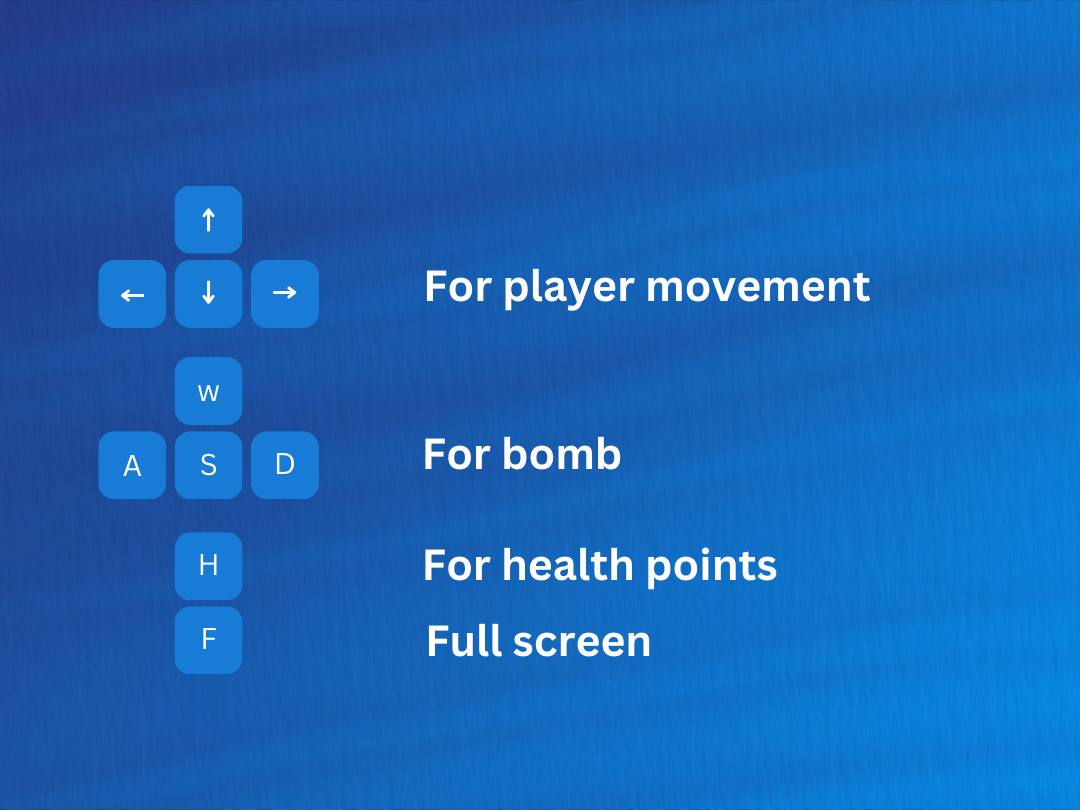 ↑
← ↓ →
For player movement
w
A S D
For bomb
H
For health points
F
Full screen